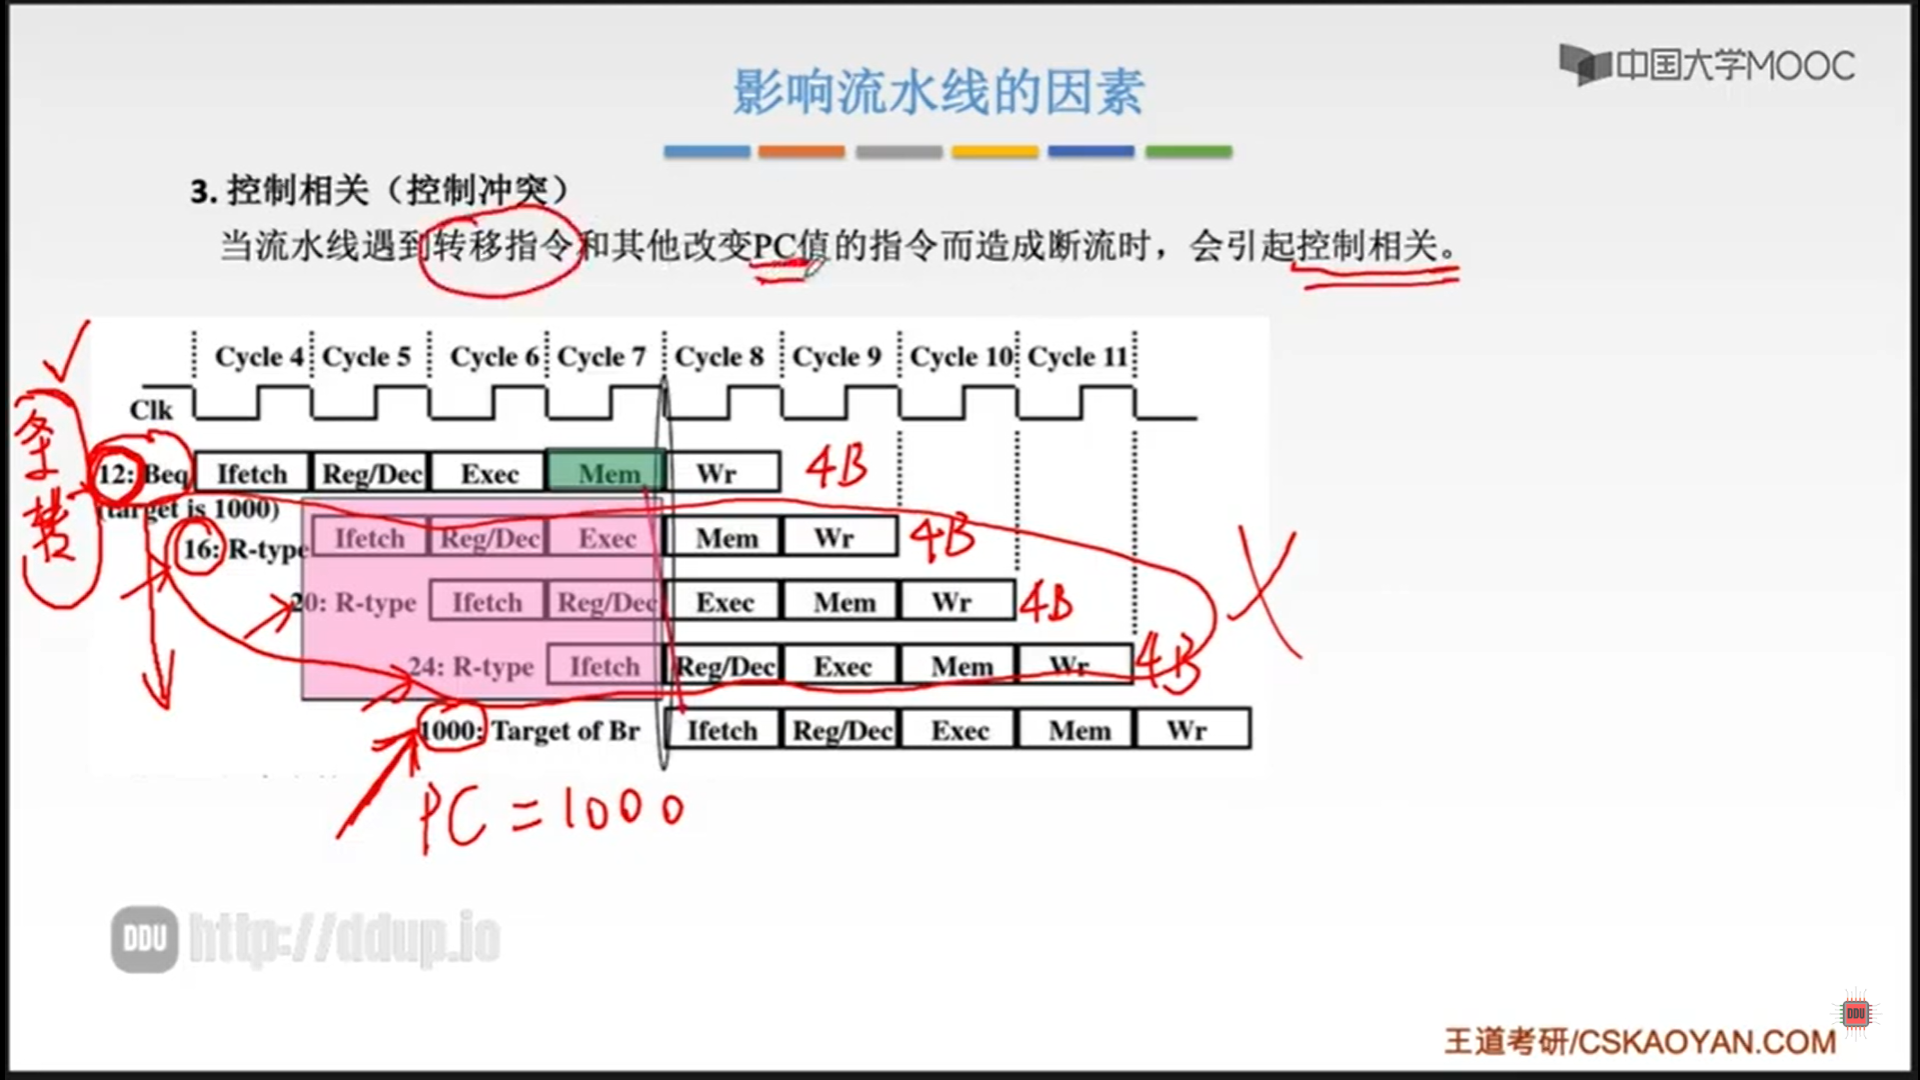 中国大学MOOC
影响流水线的因素
3. 控制相关（控制冲突）
当流水线遇到转移指令和其他改变PC值的指令而造成断流时，会引起控制相关。
Cycle 4 Cycle 5 Cycle 6 Cycle 7 Cycle 8 Cycle 9 Cycle 10 Cycle 11
Clk
12: Beq Ifetch Reg/Dec Exec Mem Wr 4B
(target is 1000)
16: R-type Ifetch Reg/Dec Exec Mem Wr 4B
20: R-type Ifetch Reg/Dec Exec Mem Wr 4B
24: R-type Ifetch Reg/Dec Exec Mem Wr 4B
1000: Target of Br Ifetch Reg/Dec Exec Mem Wr
PC = 1000
DDU http://ddup.io
DDU
王道考研/CSKAOYAN.COM